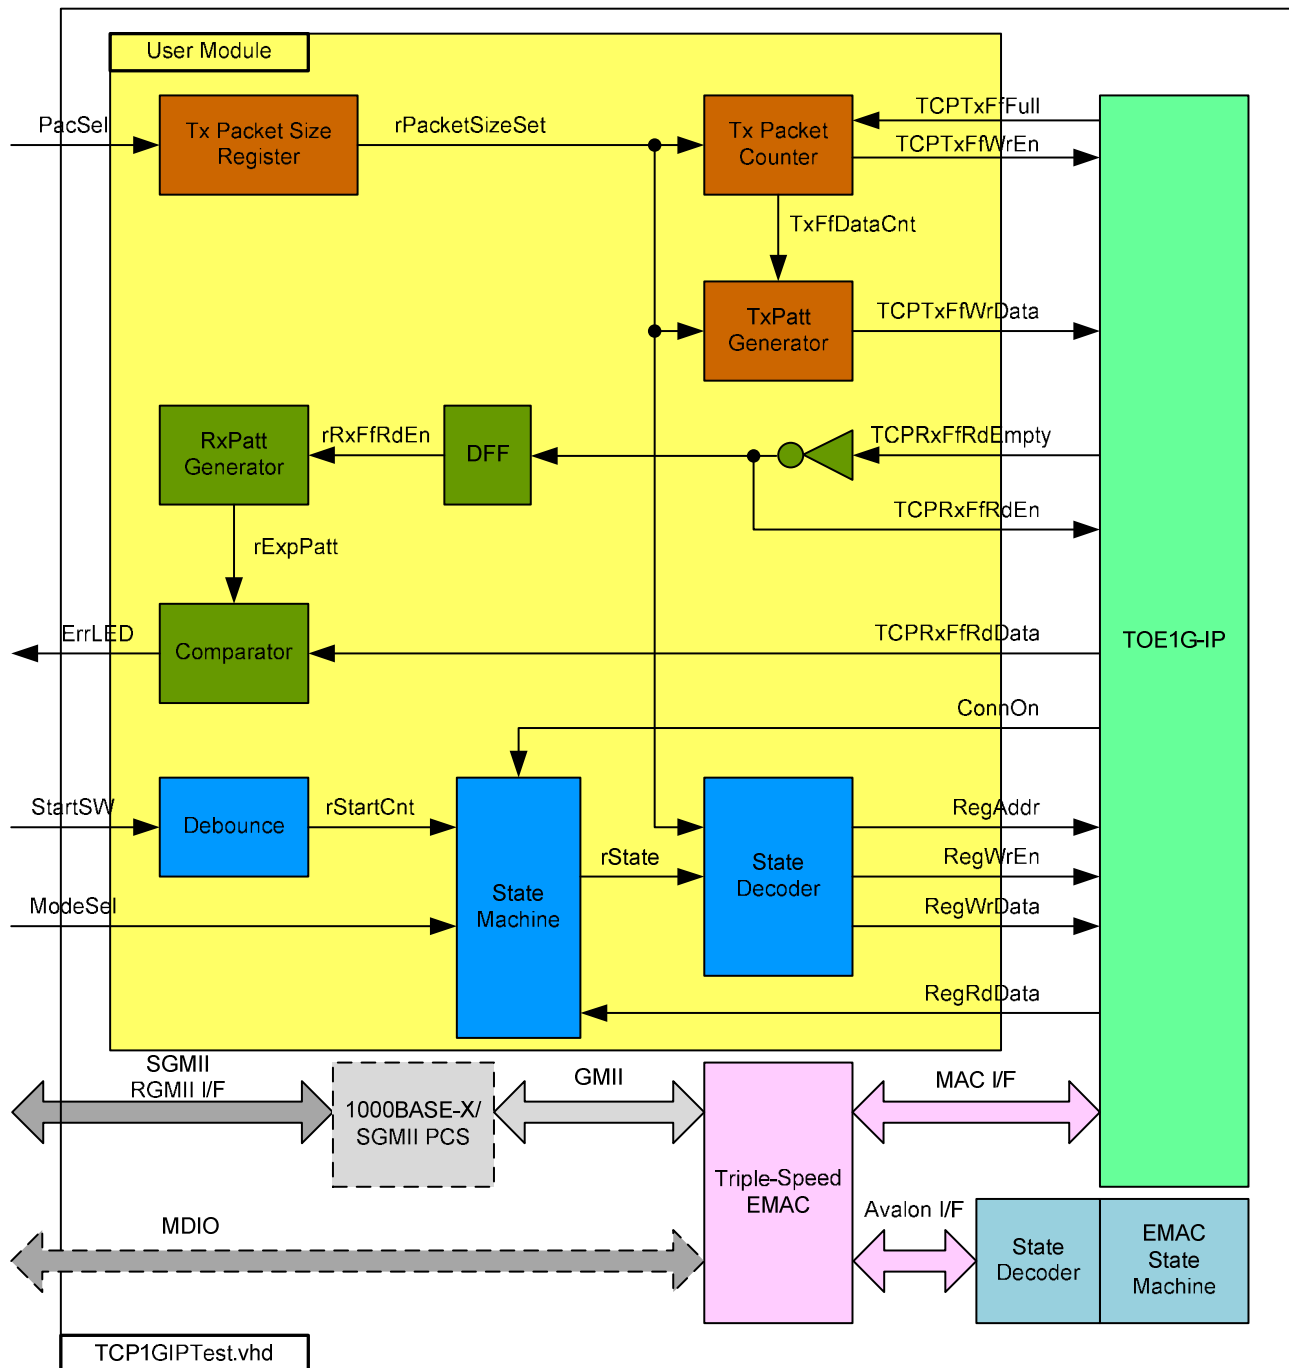 User Module
PacSel
Tx Packet Size
Register
rPacketSizeSet
Tx Packet
Counter
TCPTxFfFull
TCPTxFfWrEn
TxFfDataCnt
TxPatt
Generator
TCPTxFfWrData
RxPatt
Generator
rRxFfRdEn
DFF
TCPRxFfRdEmpty
TCPRxFfRdEn
rExpPatt
ErrLED
Comparator
TCPRxFfRdData
TOE1G-IP
ConnOn
StartSW
Debounce
rStartCnt
ModeSel
State
Machine
rState
State
Decoder
RegAddr
RegWrEn
RegWrData
RegRdData
SGMII
RGMII I/F
1000BASE-X/
SGMII PCS
GMII
Triple-Speed
EMAC
MAC I/F
MDIO
Avalon I/F
State
Decoder
EMAC
State
Machine
TCP1GIPTest.vhd